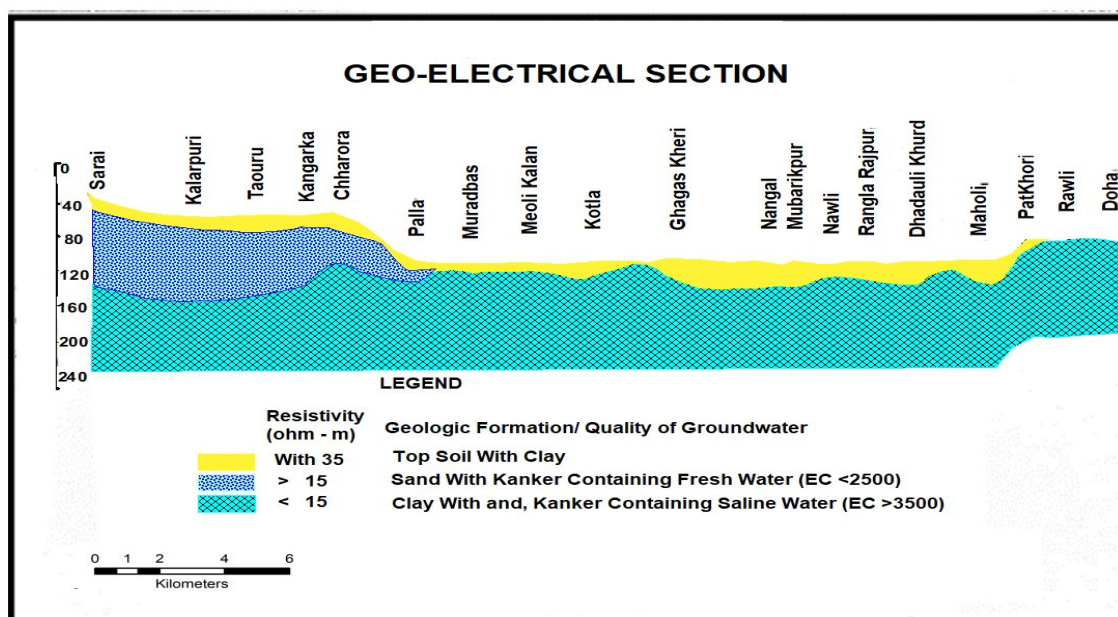 GEO-ELECTRICAL SECTION
Sarai
Kalarpuri
Taouru
Kangarka
Chharora
Palla
Muradbas
Meoli Kalan
Kotla
Ghagas Kheri
Nangal
Mubarikpur
Nawli
Rangla Rajpur
Dhadauli Khurd
Maholi
PatKhori
Rawli
Doha
0
40
80
120
160
200
240
LEGEND
Resistivity
(ohm - m)
Geologic Formation/ Quality of Groundwater
With 35 Top Soil With Clay
> 15 Sand With Kanker Containing Fresh Water (EC <2500)
< 15 Clay With and, Kanker Containing Saline Water (EC >3500)
0 1 2 4 6
Kilometers